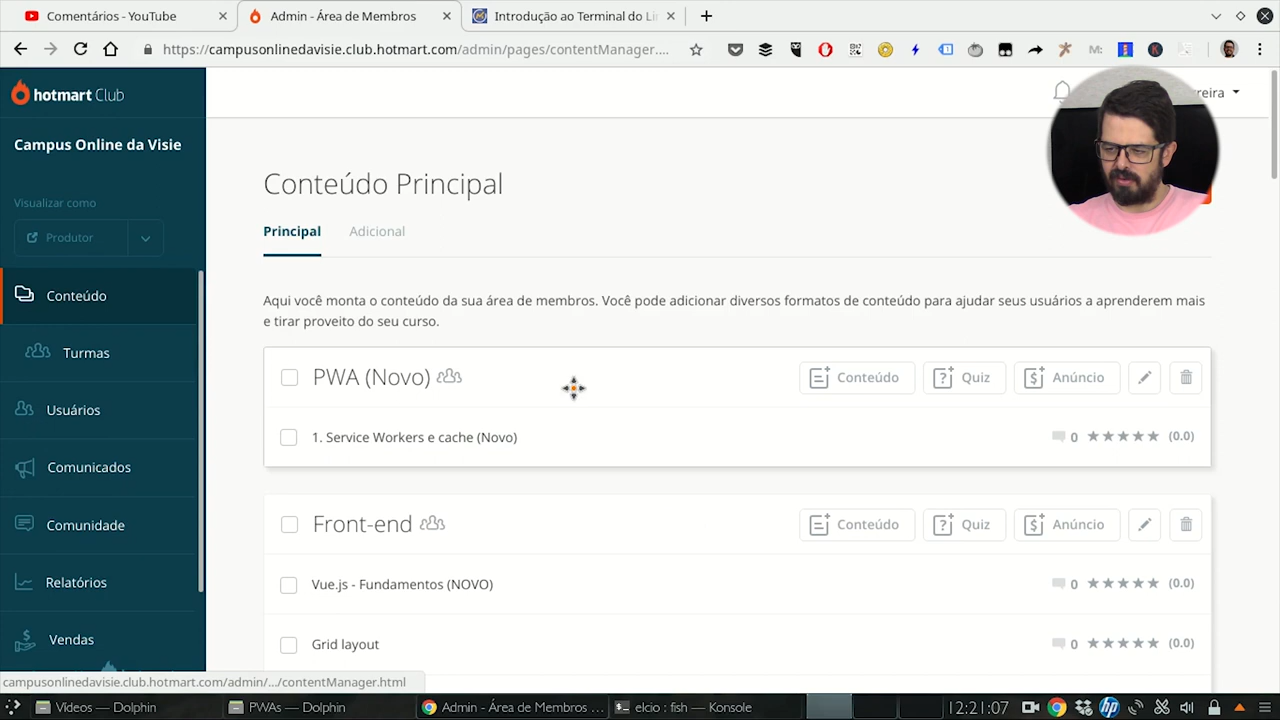 Comentários - YouTube
Admin - Área de Membros
Introdução ao Terminal do Li
https://campusonlinedavisie.club.hotmart.com/admin/pages/contentManager....
hotmart Club
reira
Campus Online da Visie
Visualizar como
Produtor
Conteúdo
Turmas
Usuários
Comunicados
Comunidade
Relatórios
Vendas
Conteúdo Principal
Principal Adicional
Aqui você monta o conteúdo da sua área de membros. Você pode adicionar diversos formatos de conteúdo para ajudar seus usuários a aprenderem mais
e tirar proveito do seu curso.
PWA (Novo) Conteúdo Quiz Anúncio
1. Service Workers e cache (Novo) 0 (0.0)
Front-end Conteúdo Quiz Anúncio
Vue.js - Fundamentos (NOVO) 0 (0.0)
Grid layout 0 (0.0)
campusonlinedavisie.club.hotmart.com/admin/.../contentManager.html
Vídeos — Dolphin PWAs — Dolphin Admin - Área de Membros ... elcio : fish — Konsole 12:21:07